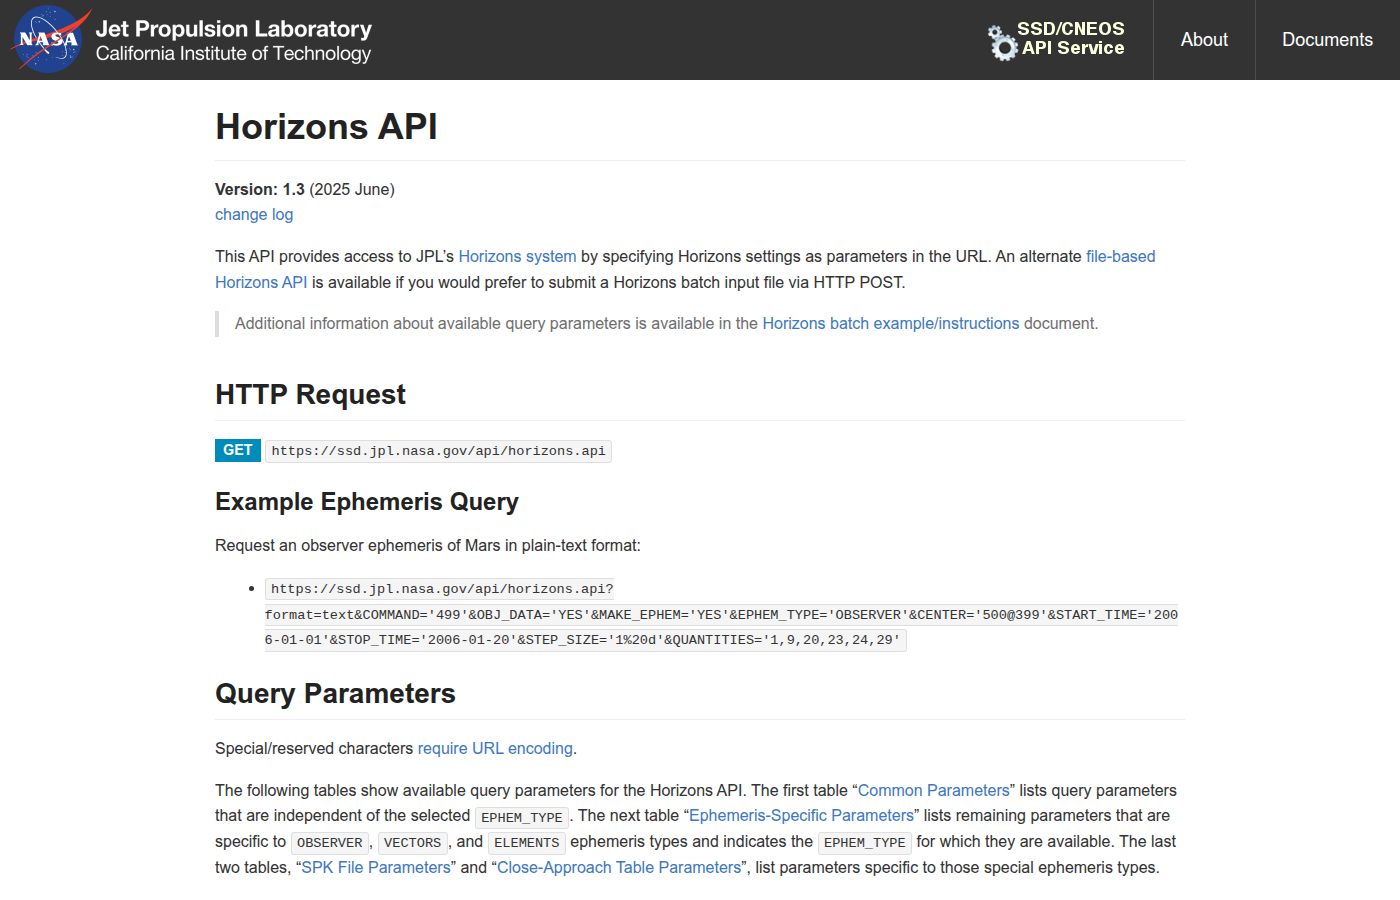 NASA
Jet Propulsion Laboratory
California Institute of Technology
SSD/CNEOS
API Service
About
Documents
Horizons API
Version: 1.3 (2025 June)
change log
This API provides access to JPL’s Horizons system by specifying Horizons settings as parameters in the URL. An alternate file-based
Horizons API is available if you would prefer to submit a Horizons batch input file via HTTP POST.
Additional information about available query parameters is available in the Horizons batch example/instructions document.
HTTP Request
GET https://ssd.jpl.nasa.gov/api/horizons.api
Example Ephemeris Query
Request an observer ephemeris of Mars in plain-text format:
• https://ssd.jpl.nasa.gov/api/horizons.api?
format=text&COMMAND='499'&OBJ_DATA='YES'&MAKE_EPHEM='YES'&EPHEM_TYPE='OBSERVER'&CENTER='500@399'&START_TIME='200
6-01-01'&STOP_TIME='2006-01-20'&STEP_SIZE='1%20d'&QUANTITIES='1,9,20,23,24,29'
Query Parameters
Special/reserved characters require URL encoding.
The following tables show available query parameters for the Horizons API. The first table “Common Parameters” lists query parameters
that are independent of the selected EPHEM_TYPE. The next table “Ephemeris-Specific Parameters” lists remaining parameters that are
specific to OBSERVER, VECTORS, and ELEMENTS ephemeris types and indicates the EPHEM_TYPE for which they are available. The last
two tables, “SPK File Parameters” and “Close-Approach Table Parameters”, list parameters specific to those special ephemeris types.